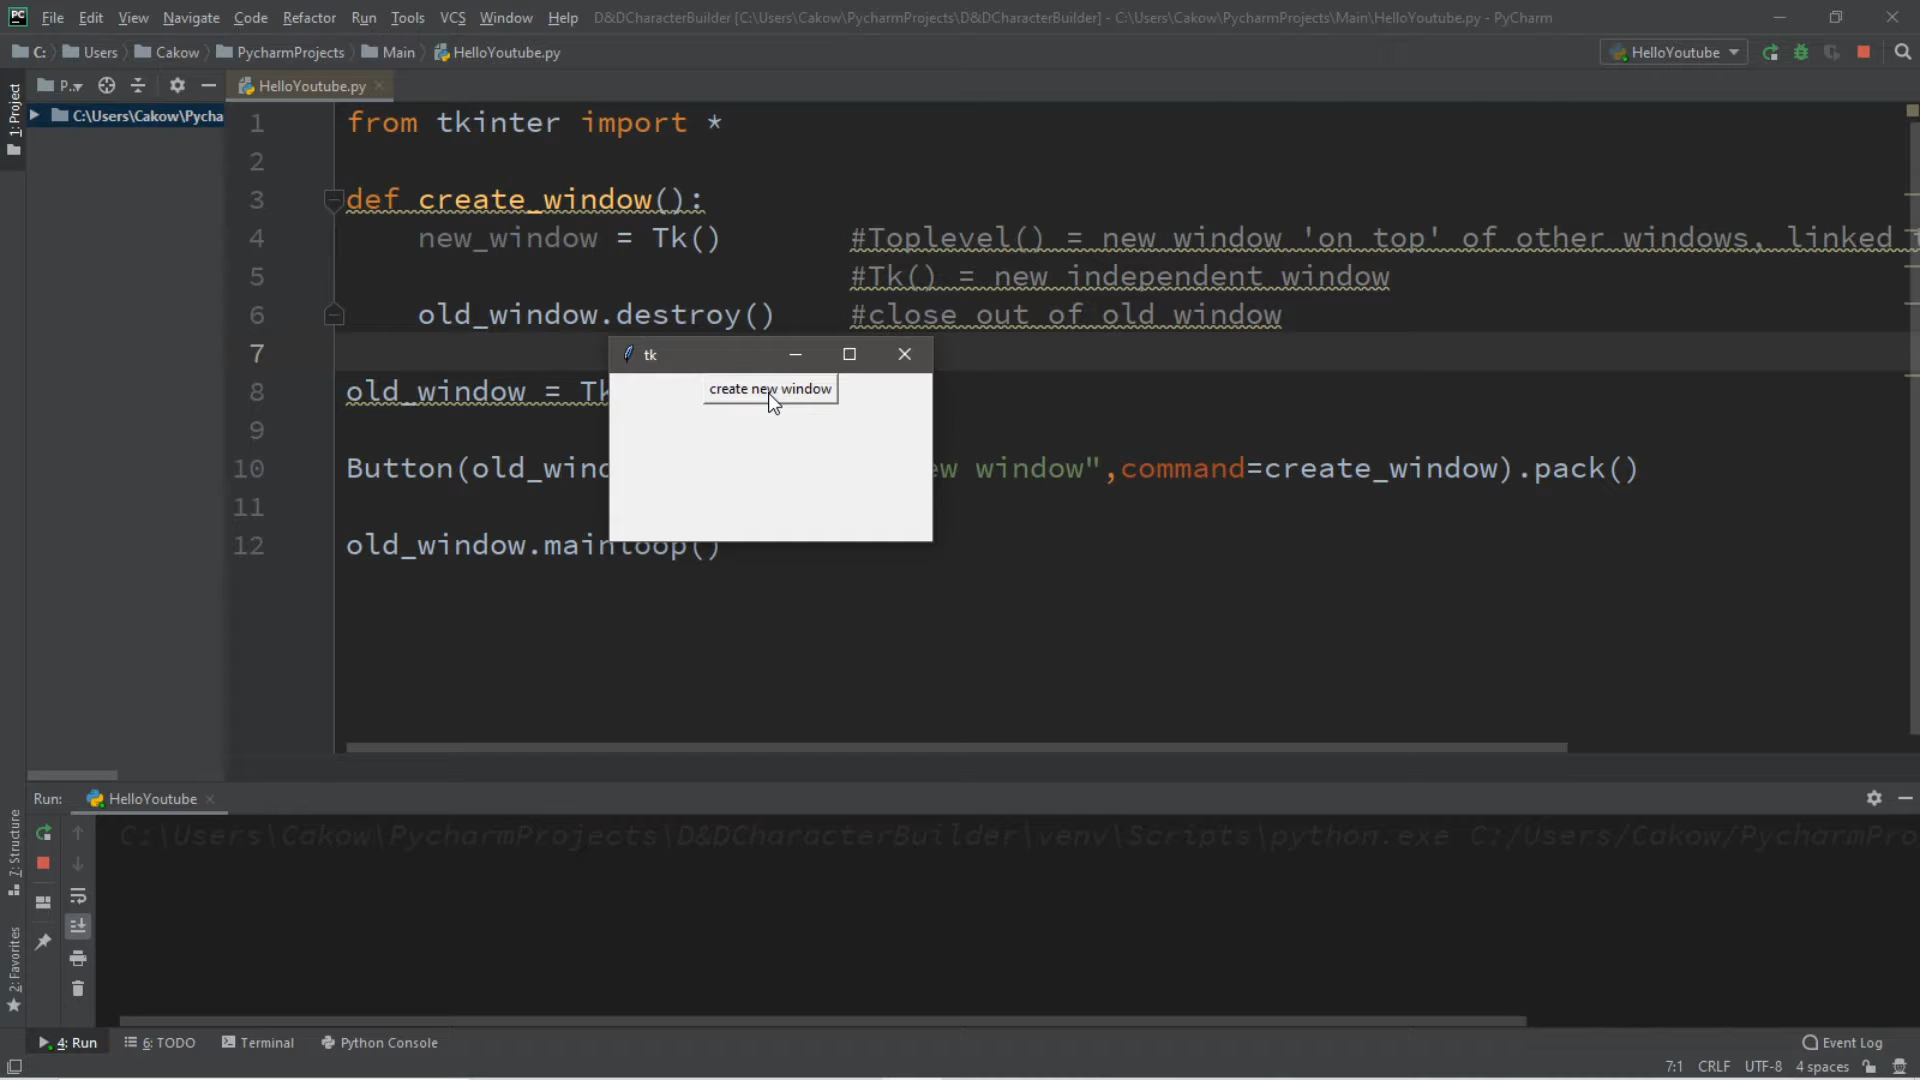 File Edit View Navigate Code Refactor Run Tools VCS Window Help D&DCharacterBuilder [C:\Users\Cakow\PycharmProjects\D&DCharacterBuilder] - C:\Users\Cakow\PycharmProjects\Main\HelloYoutube.py - PyCharm
C: Users Cakow PycharmProjects Main HelloYoutube.py HelloYoutube
P.. HelloYoutube.py
1: Project
C:\Users\Cakow\Pycha
1 from tkinter import *
2
3 def create_window():
4 new_window = Tk() #Toplevel() = new window 'on top' of other windows, linked
5 #Tk() = new independent window
6 old_window.destroy() #close out of old window
7
tk
create new window
8 old_window = Tk
9
10 Button(old_wind ew window",command=create_window).pack()
11
12 old_window.mainloop()
Run: HelloYoutube
C:\Users\Cakow\PycharmProjects\D&DCharacterBuilder\venv\Scripts\python.exe C:/Users/Cakow/PycharmPro
7: Structure
2: Favorites
4: Run 6: TODO Terminal Python Console Event Log
7:1 CRLF UTF-8 4 spaces